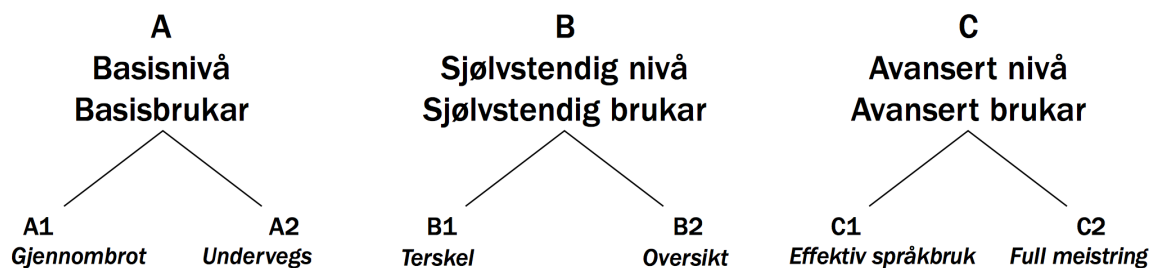 A
Basisnivå
Basisbrukar
A1
Gjennombrot
A2
Undervegs
B
Sjølvstendig nivå
Sjølvstendig brukar
B1
Terskel
B2
Oversikt
C
Avansert nivå
Avansert brukar
C1
Effektiv språkbruk
C2
Full meistring